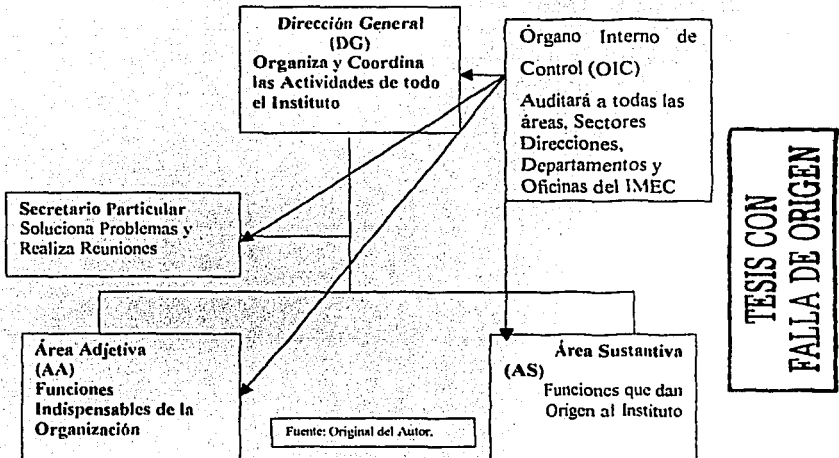 Dirección General
(DG)
Organiza y Coordina
las Actividades de todo
el Instituto
Órgano Interno de
Control (OIC)
Auditará a todas las
áreas, Sectores
Direcciones,
Departamentos y
Oficinas del IMEC
Secretario Particular
Soluciona Problemas y
Realiza Reuniones
Área Adjetiva
(AA)
Funciones
Indispensables de la
Organización
Área Sustantiva
(AS)
Funciones que dan
Origen al Instituto
Fuente: Original del Autor.
TESIS CON
FALLA DE ORIGEN